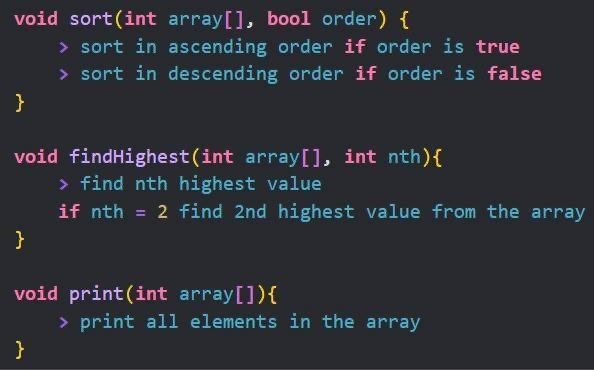 void sort(int array[], bool order) {
    > sort in ascending order if order is true
    > sort in descending order if order is false
}

void findHighest(int array[], int nth){
    > find nth highest value
    if nth = 2 find 2nd highest value from the array
}

void print(int array[]){
    > print all elements in the array
}